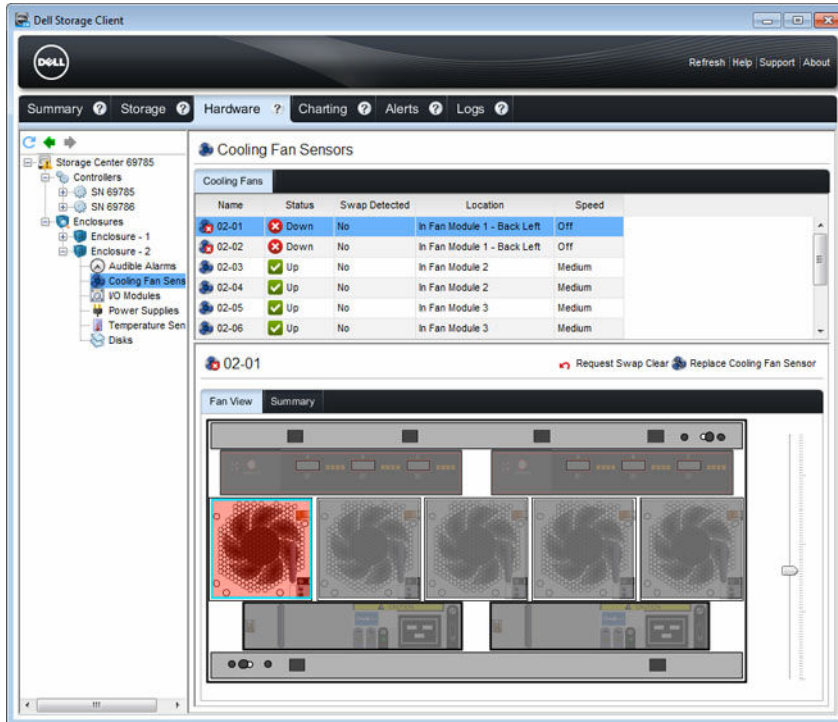 Dell Storage Client
DELL
Refresh | Help | Support | About
Summary ? Storage ? Hardware ? Charting ? Alerts ? Logs ?
Storage Center 69785
Controllers
SN 69785
SN 69786
Enclosures
Enclosure - 1
Enclosure - 2
Audible Alarms
Cooling Fan Sens
I/O Modules
Power Supplies
Temperature Sen
Disks
Cooling Fan Sensors
Cooling Fans
Name Status Swap Detected Location Speed
02-01 Down No In Fan Module 1 - Back Left Off
02-02 Down No In Fan Module 1 - Back Left Off
02-03 Up No In Fan Module 2 Medium
02-04 Up No In Fan Module 2 Medium
02-05 Up No In Fan Module 3 Medium
02-06 Up No In Fan Module 3 Medium
02-01 Request Swap Clear Replace Cooling Fan Sensor
Fan View Summary